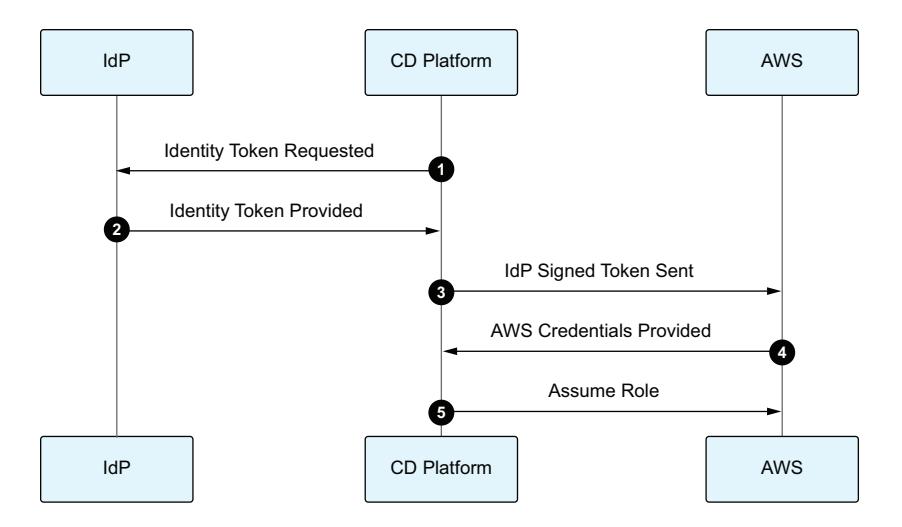 IdP
CD Platform
AWS
Identity Token Requested
1
Identity Token Provided
2
IdP Signed Token Sent
3
AWS Credentials Provided
4
Assume Role
5
IdP
CD Platform
AWS